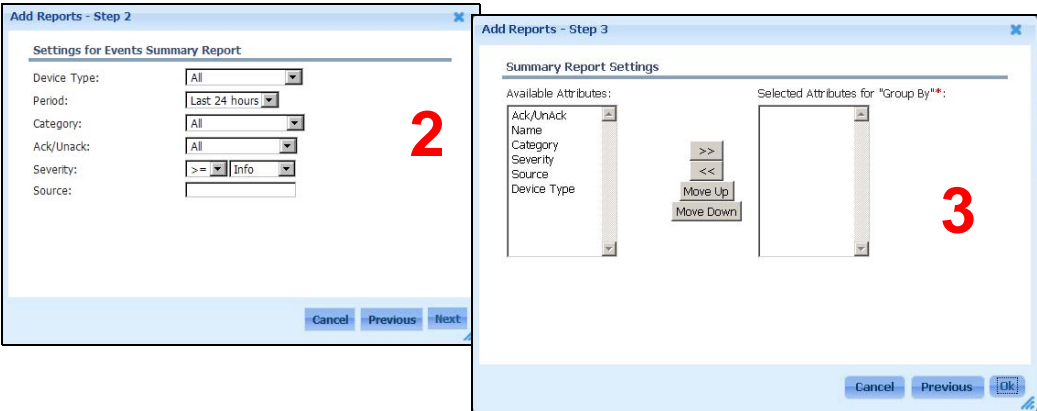 Add Reports - Step 2
Settings for Events Summary Report
Device Type: All
Period: Last 24 hours
Category: All
Ack/Unack: All
Severity: >= Info
Source:
Cancel Previous Next
2
Add Reports - Step 3
Summary Report Settings
Available Attributes: Selected Attributes for "Group By"*:
Ack/UnAck
Name
Category
Severity
Source
Device Type
>>
<<
Move Up
Move Down
3
Cancel Previous Ok